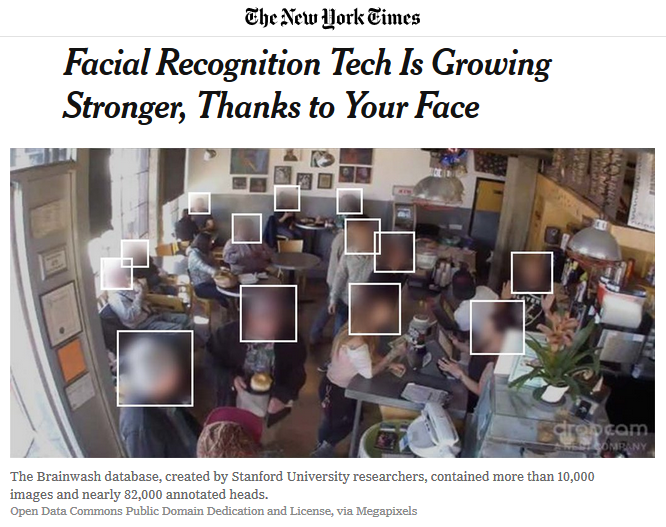 The New York Times
Facial Recognition Tech Is Growing
Stronger, Thanks to Your Face
dropcam
A NEST COMPANY
The Brainwash database, created by Stanford University researchers, contained more than 10,000
images and nearly 82,000 annotated heads.
Open Data Commons Public Domain Dedication and License, via Megapixels